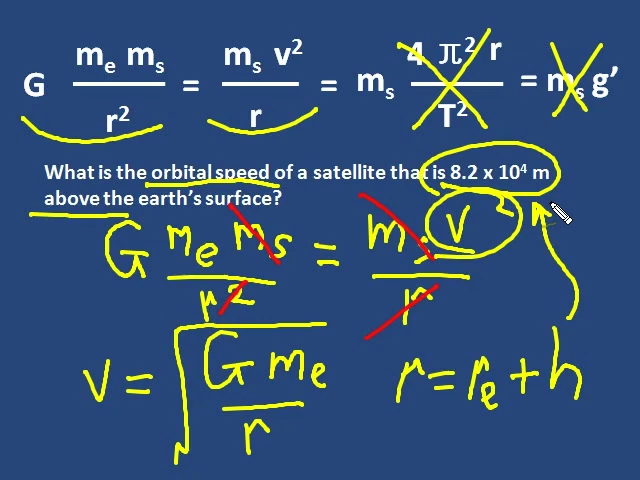 G mₑ mₛ / r² = mₛ v² / r = mₛ 4 π² r / T² = mₛ g’
What is the orbital speed of a satellite that is 8.2 x 10⁴ m
above the earth’s surface?
G mₑ mₛ / r² = mₛ v² / r
v = √(G mₑ / r) r = rₑ + h